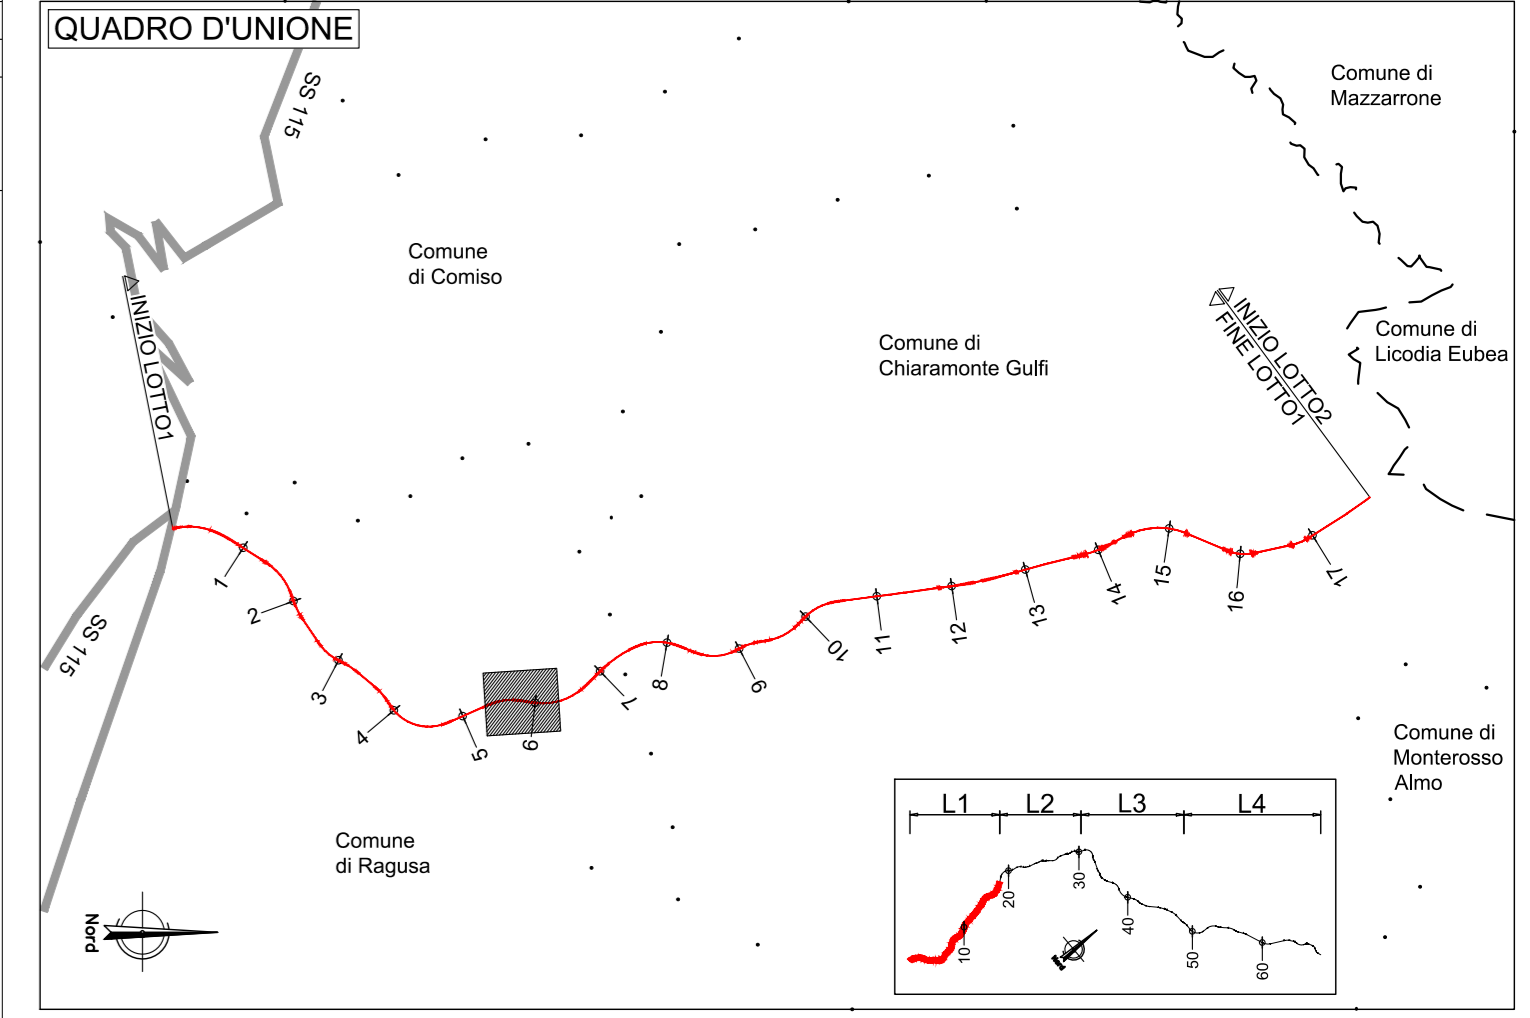 QUADRO D'UNIONE
SS 115
Comune di
Mazzarrone
Comune
di Comiso
INIZIO LOTTO1
Comune di
Chiaramonte Gulfi
INIZIO LOTTO2
FINE LOTTO1
Comune di
Licodia Eubea
1
2
3
4
5
6
7
8
9
10
11
12
13
14
15
16
17
SS 115
Comune di
Monterosso
Almo
Comune
di Ragusa
Nord
L1
L2
L3
L4
10
20
30
40
50
60
Nord